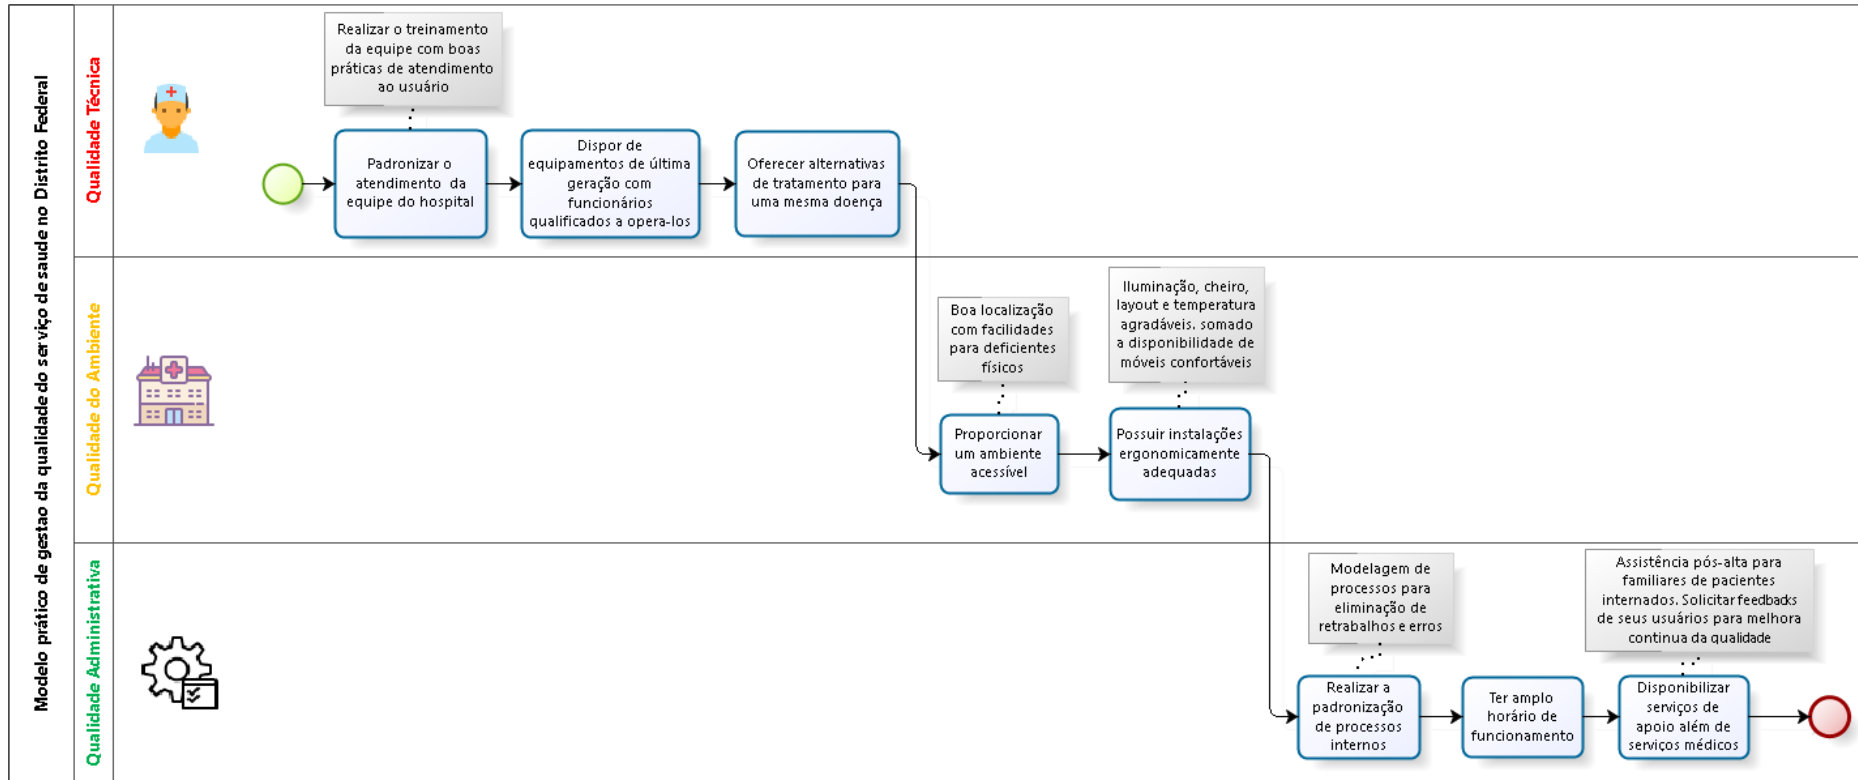 Modelo prático de gestao da qualidade do serviço de saude no Distrito Federal
Qualidade Técnica
Realizar o treinamento
da equipe com boas
práticas de atendimento
ao usuário
Padronizar o
atendimento da
equipe do hospital
Dispor de
equipamentos de última
geração com
funcionários
qualificados a opera-los
Oferecer alternativas
de tratamento para
uma mesma doença
Qualidade do Ambiente
Boa localização
com facilidades
para deficientes
físicos
Iluminação, cheiro,
layout e temperatura
agradáveis. somado
a disponibilidade de
móveis confortáveis
Proporcionar
um ambiente
acessível
Possuir instalações
ergonomicamente
adequadas
Qualidade Administrativa
Modelagem de
processos para
eliminação de
retrabalhos e erros
Assistência pós-alta para
familiares de pacientes
internados. Solicitar feedbacks
de seus usuários para melhora
continua da qualidade
Realizar a
padronização
de processos
internos
Ter amplo
horário de
funcionamento
Disponibilizar
serviços de
apoio além de
serviços médicos